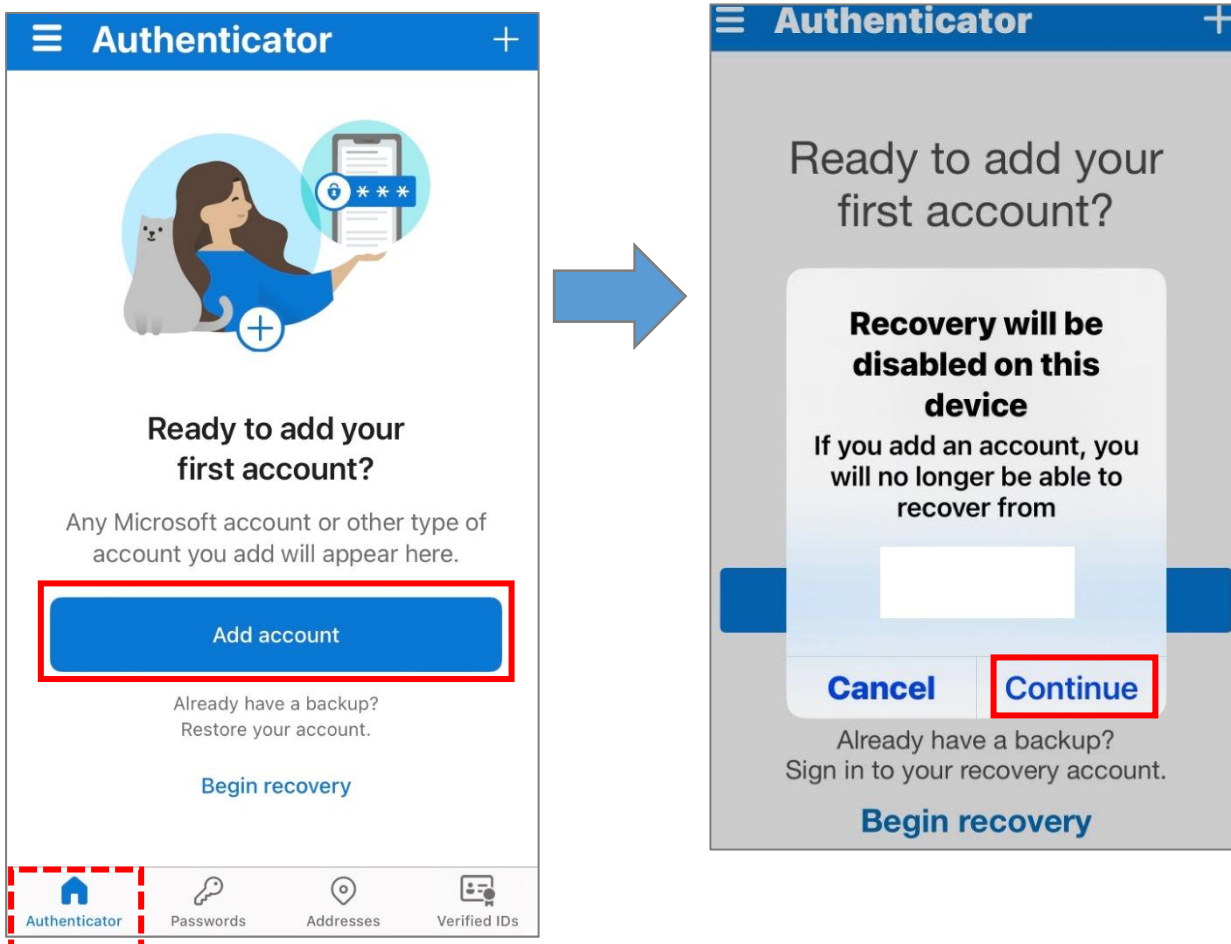 Authenticator
* * *
Ready to add your
first account?
Any Microsoft account or other type of
account you add will appear here.
Add account
Already have a backup?
Restore your account.
Begin recovery
Authenticator
Passwords
Addresses
Verified IDs
Authenticator
Ready to add your
first account?
Recovery will be
disabled on this
device
If you add an account, you
will no longer be able to
recover from
Cancel
Continue
Already have a backup?
Sign in to your recovery account.
Begin recovery